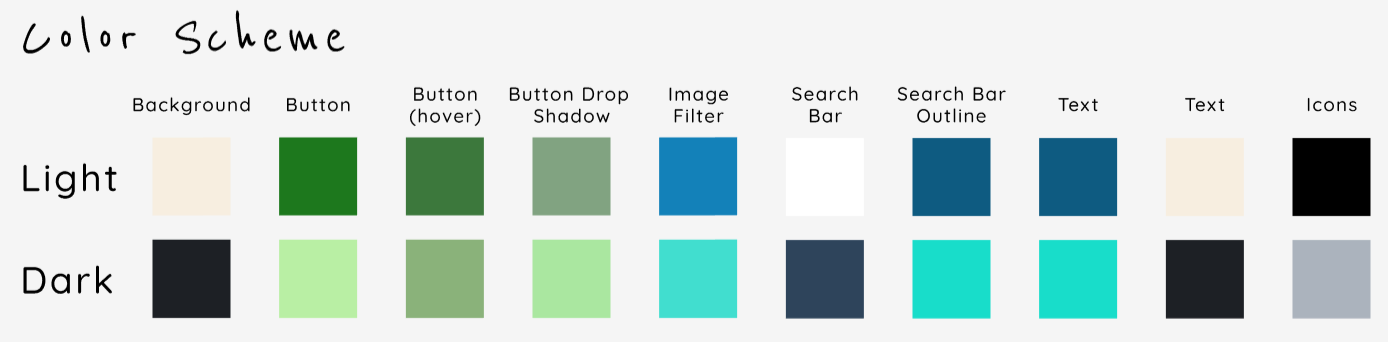 Color Scheme
Background
Button
Button
(hover)
Button Drop
Shadow
Image
Filter
Search
Bar
Search Bar
Outline
Text
Text
Icons
Light
Dark